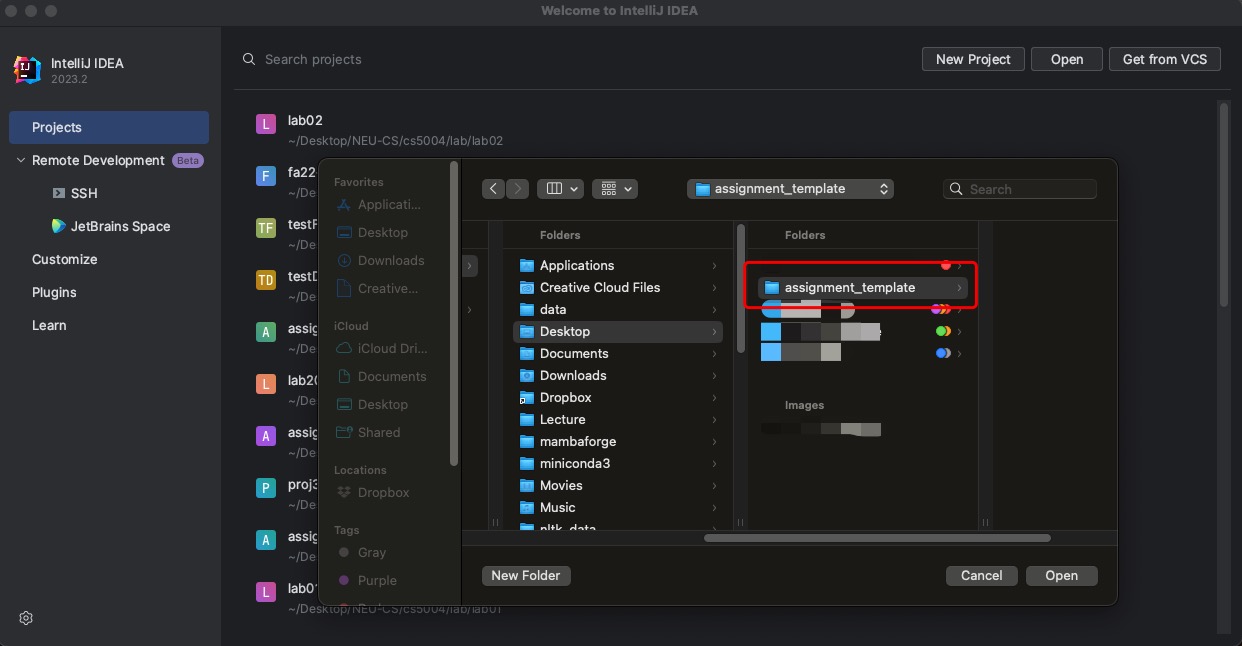 Welcome to IntelliJ IDEA
IntelliJ IDEA
2023.2
Projects
Remote Development Beta
SSH
JetBrains Space
Customize
Plugins
Learn
Search projects
New Project
Open
Get from VCS
L lab02
~/Desktop/NEU-CS/cs5004/lab/lab02
F fa22
~/De
TF testF
~/De
TD testD
~/De
A assig
~/De
L lab20
~/De
A assig
~/De
P proj3
~/De
A assig
~/De
L lab01
~/Desktop/NEU-CS/cs5004/lab/lab01
Favorites
Applicati...
Desktop
Downloads
Creative...
iCloud
iCloud Dri...
Documents
Desktop
Shared
Locations
Dropbox
Tags
Gray
Purple
assignment_template
Search
Folders
Applications
Creative Cloud Files
data
Desktop
Documents
Downloads
Dropbox
Lecture
mambaforge
miniconda3
Movies
Music
nltk_data
Folders
assignment_template
Images
New Folder
Cancel
Open